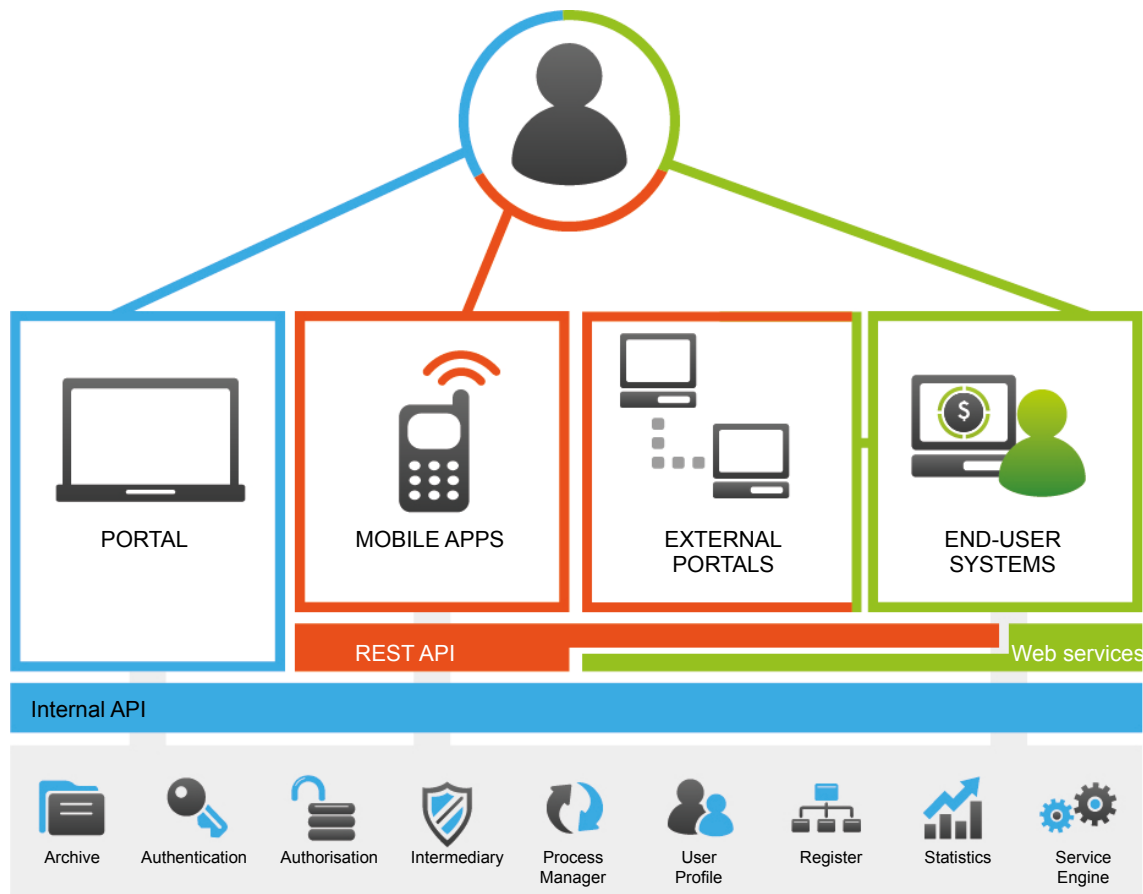 PORTAL
MOBILE APPS
EXTERNAL
PORTALS
$
END-USER
SYSTEMS
REST API
Web services
Internal API
Archive
Authentication
Authorisation
Intermediary
Process
Manager
User
Profile
Register
Statistics
Service
Engine